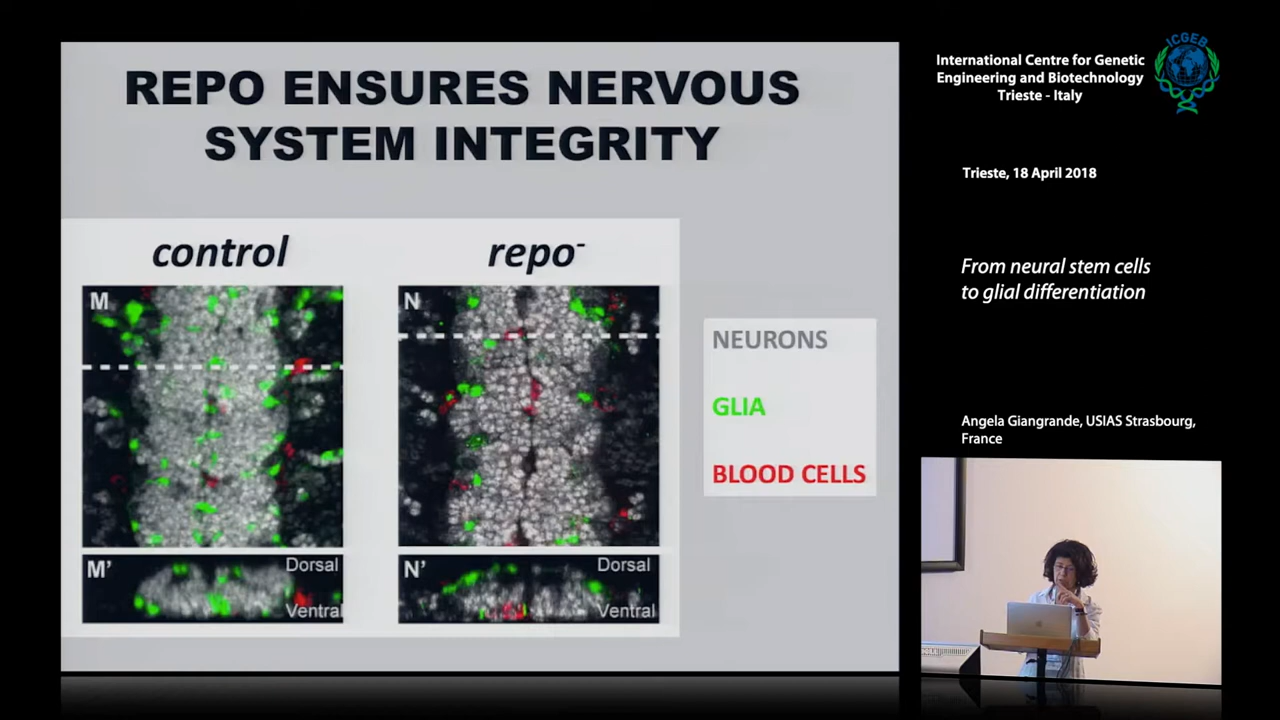 REPO ENSURES NERVOUS
SYSTEM INTEGRITY
control
repo-
M
N
M'
Dorsal
Ventral
N'
Dorsal
Ventral
NEURONS
GLIA
BLOOD CELLS
ICGEB
International Centre for Genetic
Engineering and Biotechnology
Trieste - Italy
Trieste, 18 April 2018
From neural stem cells
to glial differentiation
Angela Giangrande, USIAS Strasbourg,
France